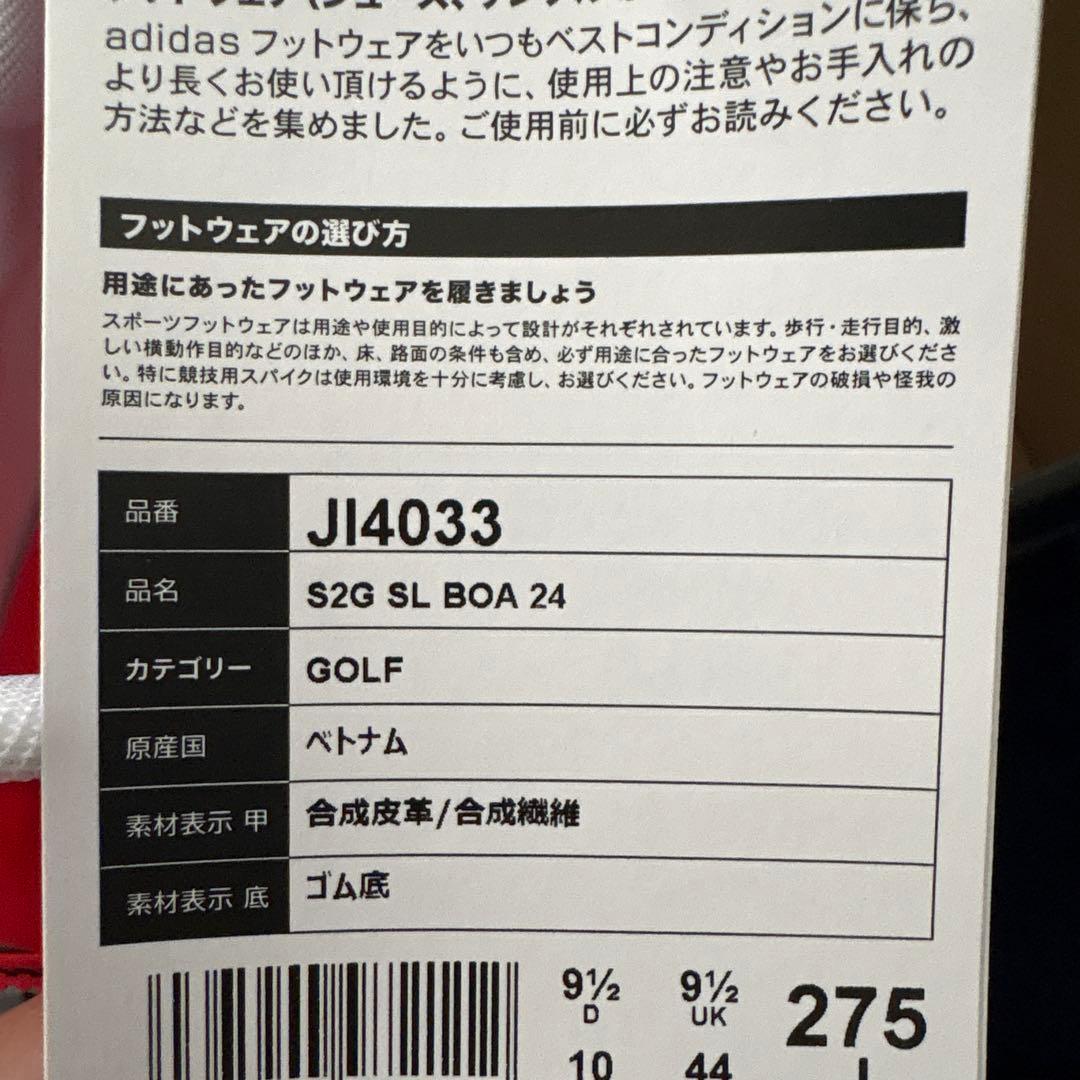 フットウェア(シューズ、サンダル
adidas フットウェアをいつもベストコンディションに保ち、
より長くお使い頂けるように、使用上の注意やお手入れの
方法などを集めました。ご使用前に必ずお読みください。
フットウェアの選び方
用途にあったフットウェアを履きましょう
スポーツフットウェアは用途や使用目的によって設計がそれぞれされています。歩行・走行目的、激
しい横動作目的などのほか、床、路面の条件も含め、必ず用途に合ったフットウェアをお選びくださ
い。特に競技用スパイクは使用環境を十分に考慮し、お選びください。フットウェアの破損や怪我の
原因になります。
品番 JI4033
品名 S2G SL BOA 24
カテゴリー GOLF
原産国 ベトナム
素材表示 甲 合成皮革/合成繊維
素材表示 底 ゴム底
9½ 9½ 275
D UK
10 44 J